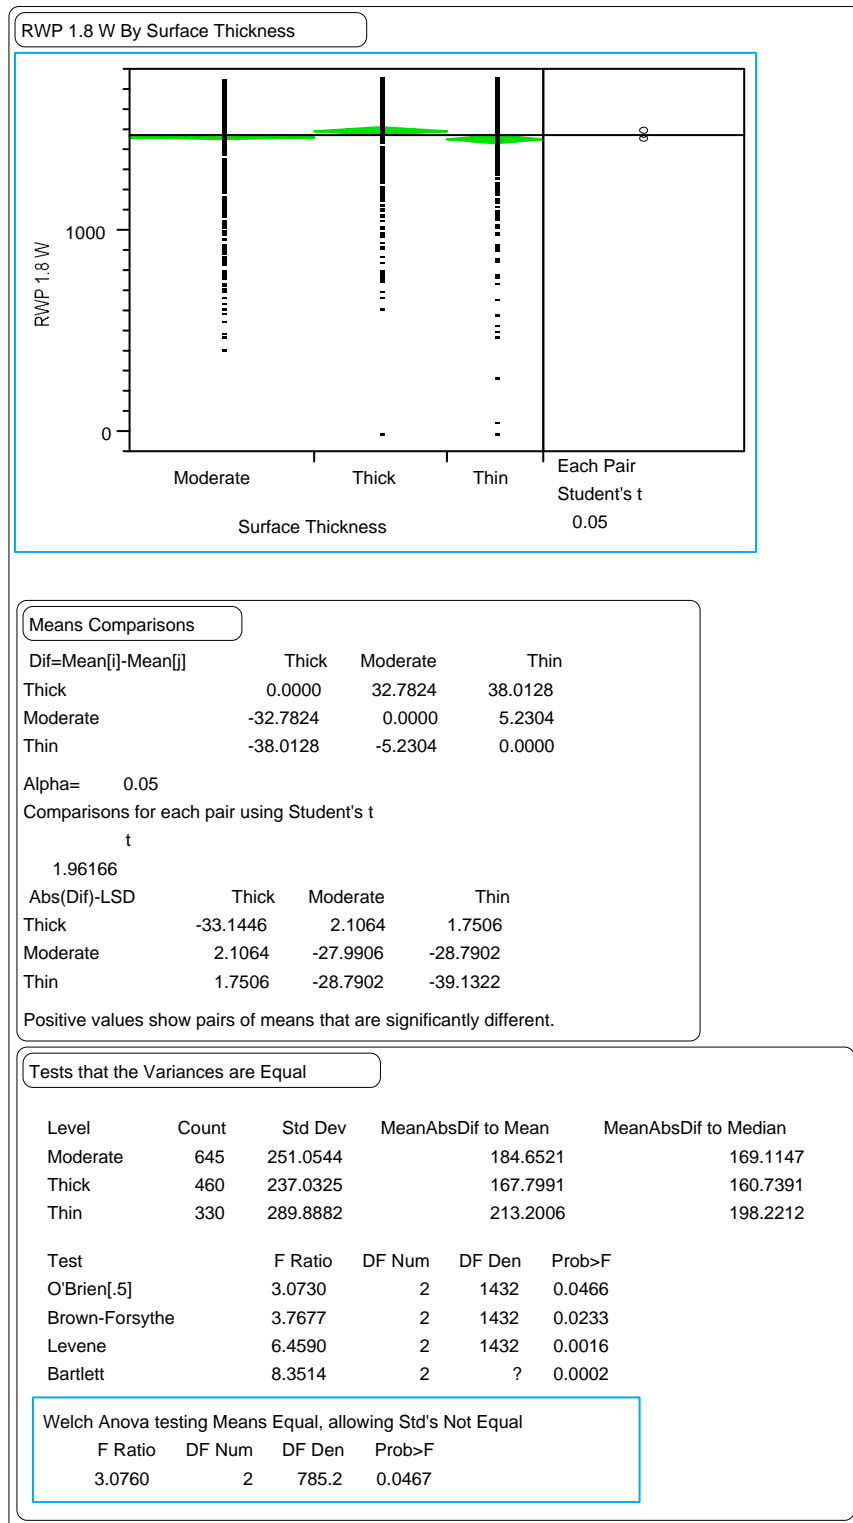 RWP 1.8 W By Surface Thickness
RWP 1.8 W
1000
0
Moderate Thick Thin
Each Pair
Student's t
0.05
Surface Thickness
Means Comparisons
Dif=Mean[i]-Mean[j] Thick Moderate Thin
Thick 0.0000 32.7824 38.0128
Moderate -32.7824 0.0000 5.2304
Thin -38.0128 -5.2304 0.0000
Alpha= 0.05
Comparisons for each pair using Student's t
t
1.96166
Abs(Dif)-LSD Thick Moderate Thin
Thick -33.1446 2.1064 1.7506
Moderate 2.1064 -27.9906 -28.7902
Thin 1.7506 -28.7902 -39.1322
Positive values show pairs of means that are significantly different.
Tests that the Variances are Equal
Level Count Std Dev MeanAbsDif to Mean MeanAbsDif to Median
Moderate 645 251.0544 184.6521 169.1147
Thick 460 237.0325 167.7991 160.7391
Thin 330 289.8882 213.2006 198.2212
Test F Ratio DF Num DF Den Prob>F
O'Brien[.5] 3.0730 2 1432 0.0466
Brown-Forsythe 3.7677 2 1432 0.0233
Levene 6.4590 2 1432 0.0016
Bartlett 8.3514 2 ? 0.0002
Welch Anova testing Means Equal, allowing Std's Not Equal
F Ratio DF Num DF Den Prob>F
3.0760 2 785.2 0.0467